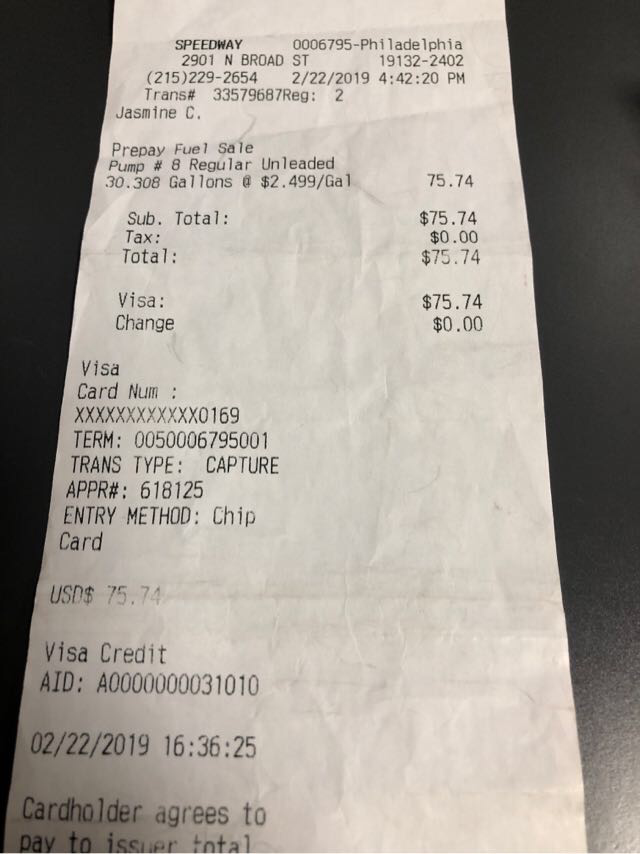 SPEEDWAY 0006795-Philadelphia
2901 N BROAD ST 19132-2402
(215)229-2654 2/22/2019 4:42:20 PM
Trans# 33579687Reg: 2
Jasmine C.
Prepay Fuel Sale
Pump # 8 Regular Unleaded
30.308 Gallons @ $2.499/Gal 75.74
Sub. Total: $75.74
Tax: $0.00
Total: $75.74
Visa: $75.74
Change $0.00
Visa
Card Num :
XXXXXXXXXXXX0169
TERM: 0050006795001
TRANS TYPE: CAPTURE
APPR#: 618125
ENTRY METHOD: Chip
Card
USD$ 75.74
Visa Credit
AID: A0000000031010
02/22/2019 16:36:25
Cardholder agrees to
pay to issuer total